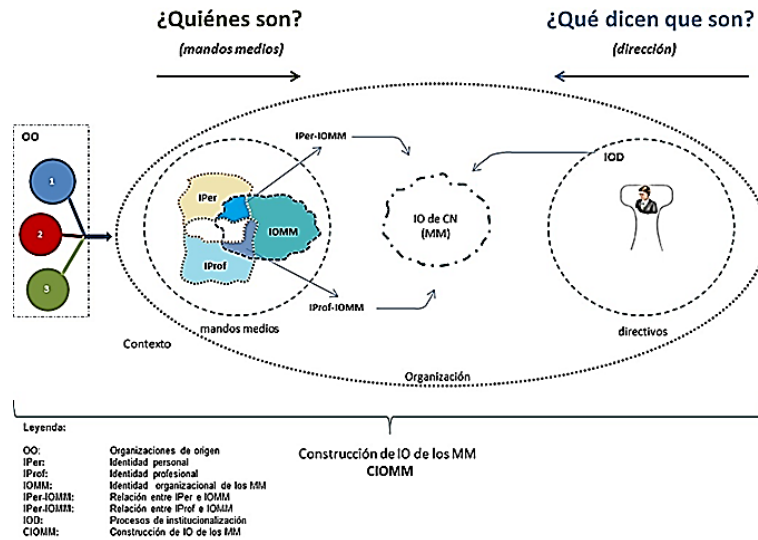 ¿Quiénes son?
¿Qué dicen que son?
(mandos medios)
(dirección)
OO
1
2
3
IPer-IOMM
IOD
IPer
IOMM
IProf
IO de CN
(MM)
IProf-IOMM
mandos medios
directivos
Contexto
Organización
Leyenda:
Construcción de IO de los MM
CIOMM
OO: Organizaciones de origen
IPer: Identidad personal
IProf: Identidad profesional
IOMM: Identidad organizacional de los MM
IPer-IOMM: Relación entre IPer e IOMM
IPer-IOMM: Relación entre IProf e IOMM
IOD: Procesos de institucionalización
CIOMM: Construcción de IO de los MM